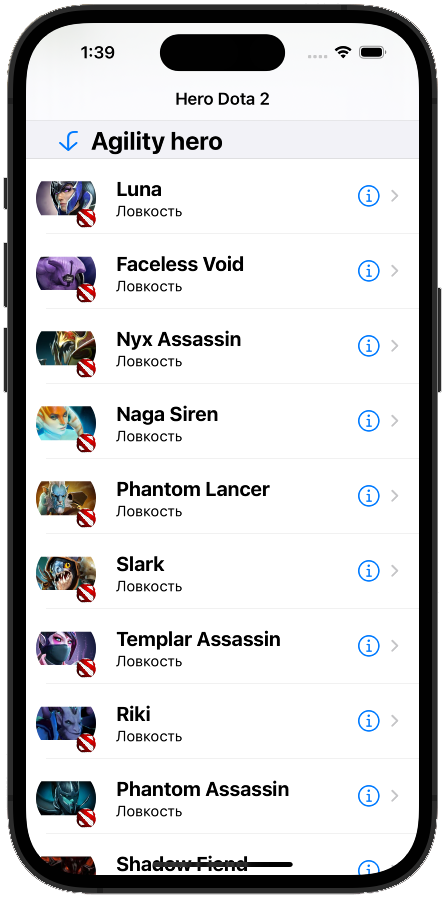 1:39
Hero Dota 2
Agility hero
Luna
Ловкость
Faceless Void
Ловкость
Nyx Assassin
Ловкость
Naga Siren
Ловкость
Phantom Lancer
Ловкость
Slark
Ловкость
Templar Assassin
Ловкость
Riki
Ловкость
Phantom Assassin
Ловкость
Shadow Fiend